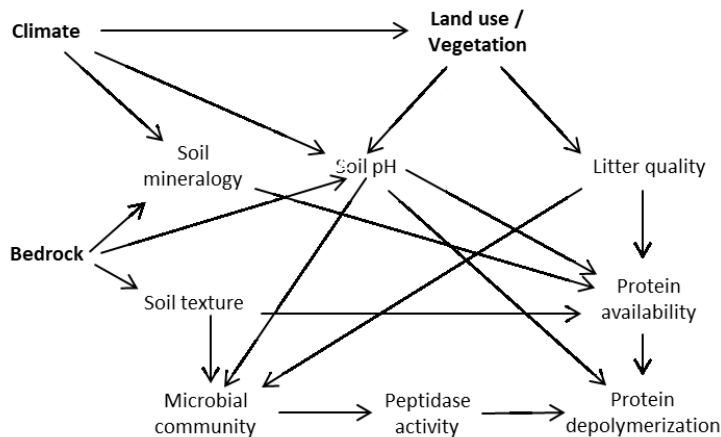 Climate
Land use /
Vegetation
Soil
mineralogy
Soil pH
Litter quality
Bedrock
Soil texture
Protein
availability
Microbial
community
Peptidase
activity
Protein
depolymerization